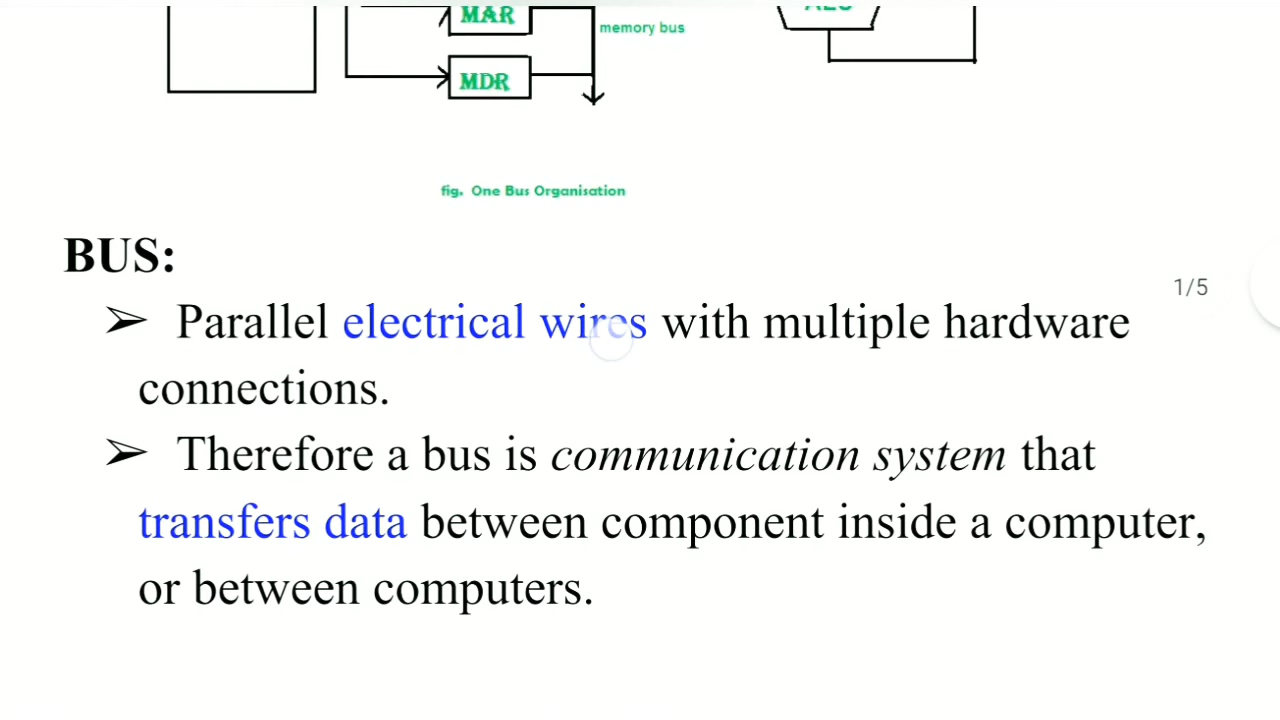 MAR
memory bus
MDR
fig. One Bus Organisation
BUS:
1/5
➢ Parallel electrical wires with multiple hardware
connections.
➢ Therefore a bus is communication system that
transfers data between component inside a computer,
or between computers.